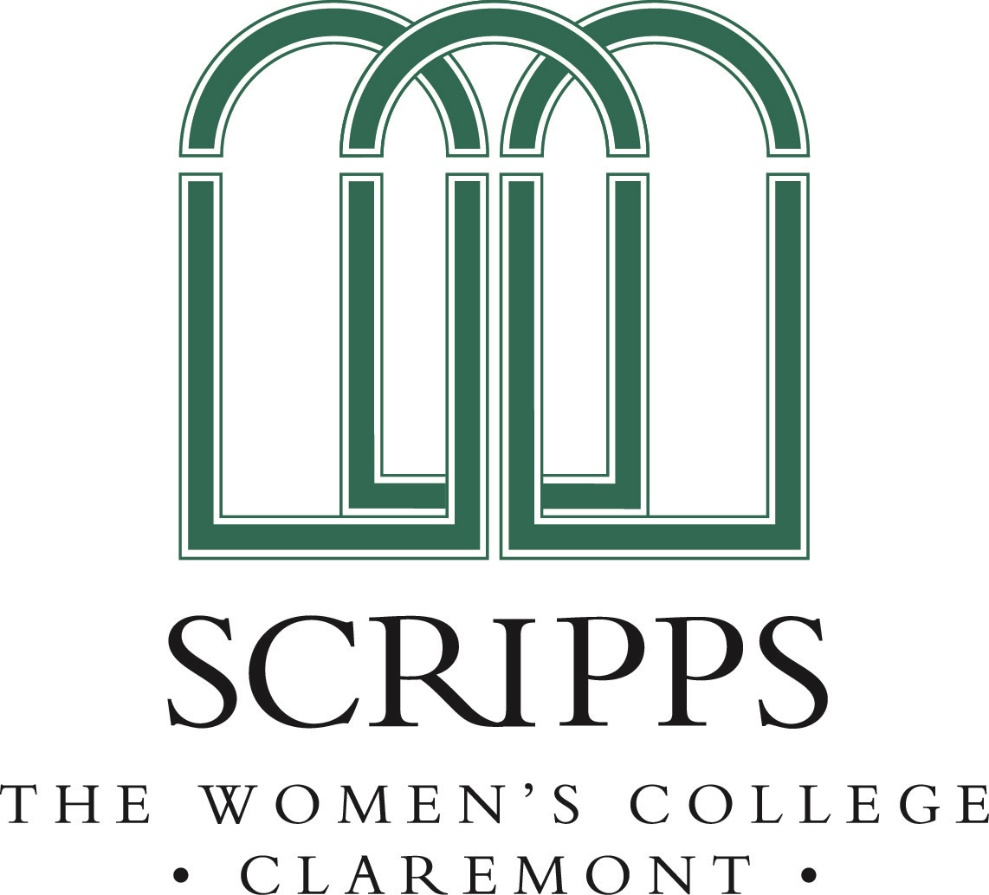 SCRIPPS
THE WOMEN'S COLLEGE
• CLAREMONT •